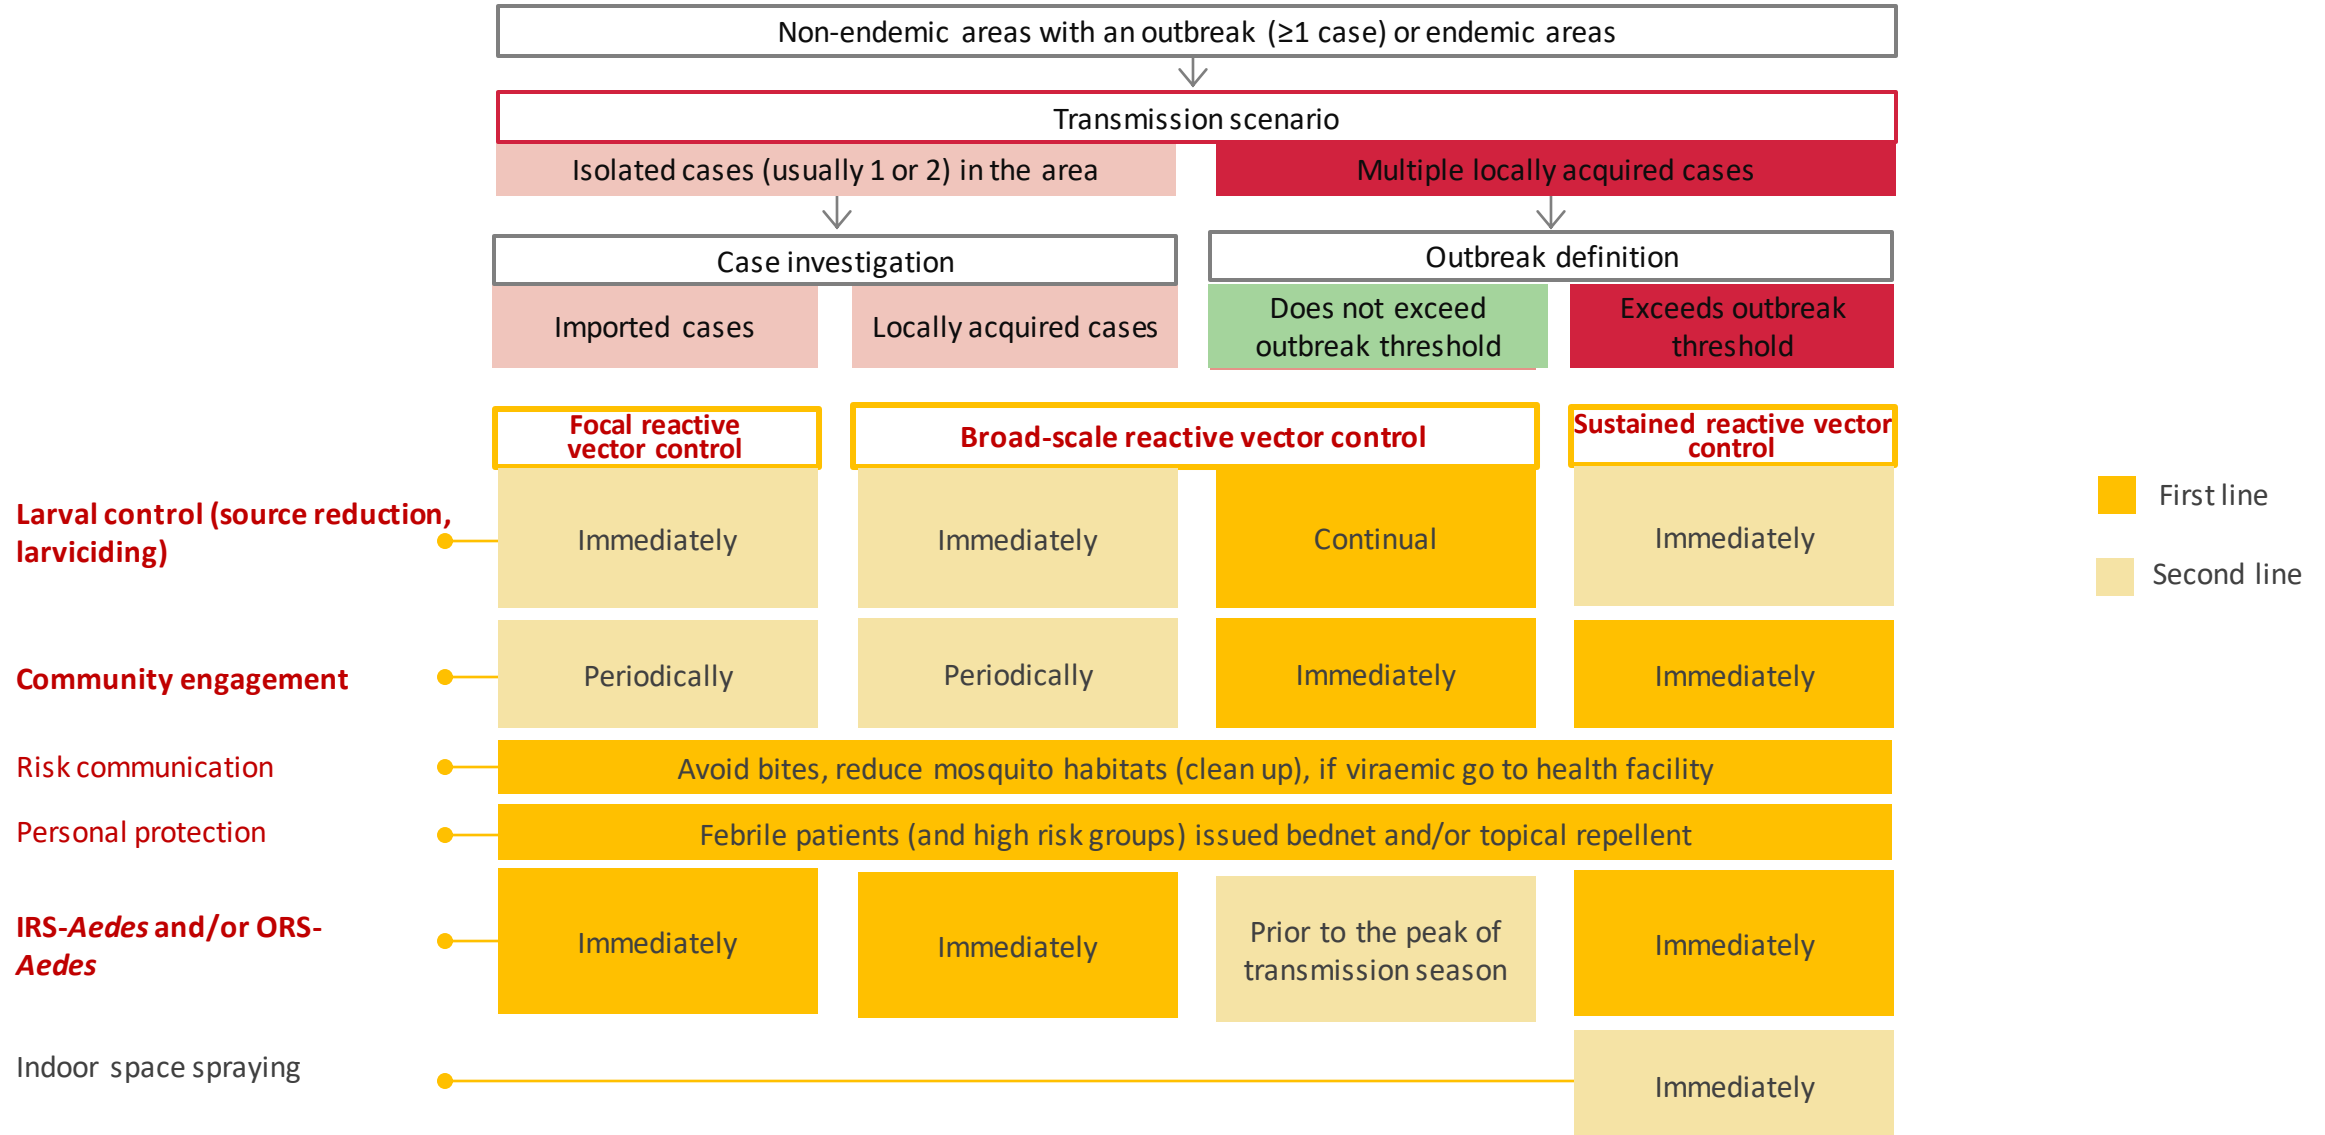 Non-endemic areas with an outbreak (≥1 case) or endemic areas
Transmission scenario
Isolated cases (usually 1 or 2) in the area
Multiple locally acquired cases
Case investigation
Outbreak definition
Imported cases
Locally acquired cases
Does not exceed
outbreak threshold
Exceeds outbreak
threshold
Focal reactive
vector control
Broad-scale reactive vector control
Sustained reactive vector
control
Larval control (source reduction,
larviciding)
Immediately
Immediately
Continual
Immediately
First line
Second line
Community engagement
Periodically
Periodically
Immediately
Immediately
Risk communication
Avoid bites, reduce mosquito habitats (clean up), if viraemic go to health facility
Personal protection
Febrile patients (and high risk groups) issued bednet and/or topical repellent
IRS-Aedes and/or ORS-
Aedes
Immediately
Immediately
Prior to the peak of
transmission season
Immediately
Indoor space spraying
Immediately